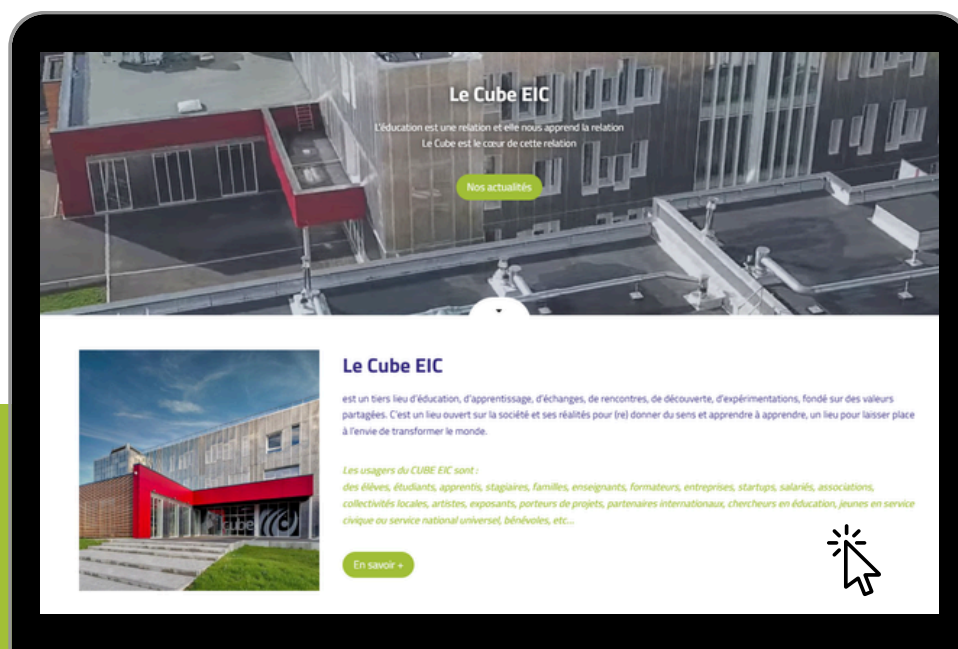 Le Cube EIC
L'éducation est une relation et elle nous apprend la relation
Le Cube est le cœur de cette relation
Nos actualités
Le Cube EIC
est un tiers lieu d'éducation, d'apprentissage, d'échanges, de rencontres, de découverte, d'expérimentations, fondé sur des valeurs
partagées. C'est un lieu ouvert sur la société et ses réalités pour (re) donner du sens et apprendre à apprendre, un lieu pour laisser place
à l'envie de transformer le monde.
Les usagers du CUBE EIC sont :
des élèves, étudiants, apprentis, stagiaires, familles, enseignants, formateurs, entreprises, startups, salariés, associations,
collectivités locales, artistes, exposants, porteurs de projets, partenaires internationaux, chercheurs en éducation, jeunes en service
civique ou service national universel, bénévoles, etc...
cube
En savoir +